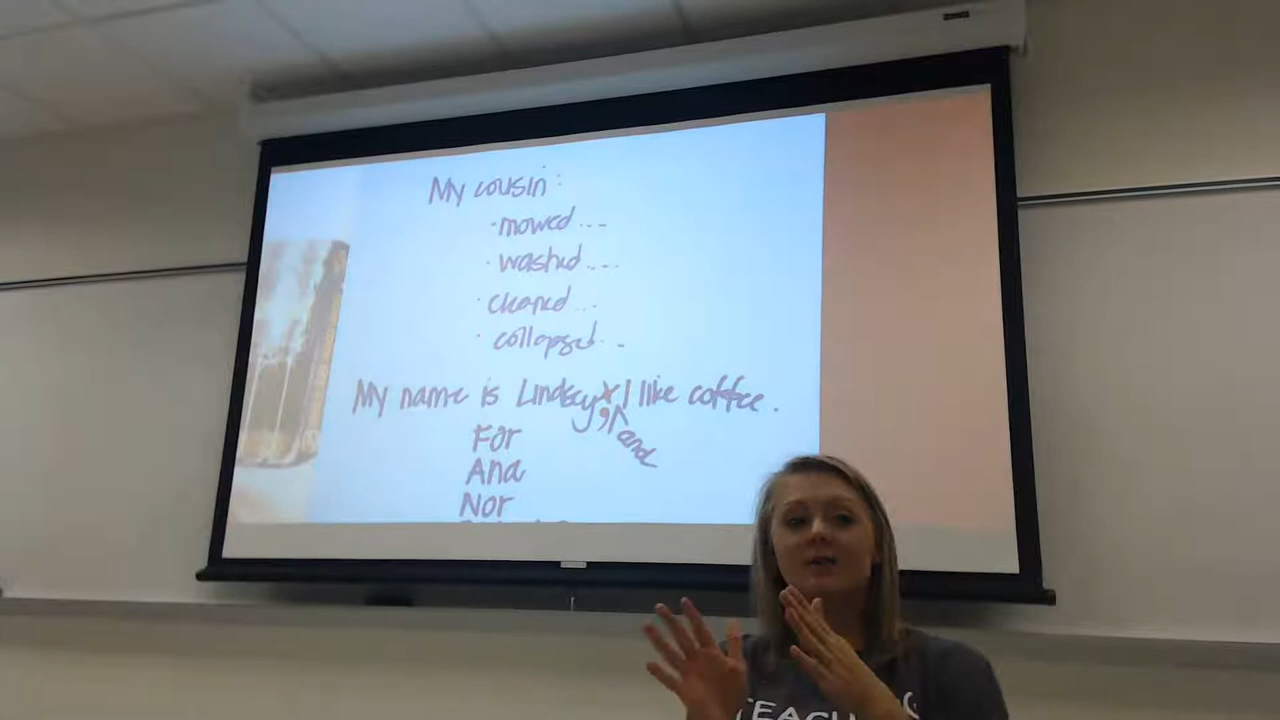 My cousin:
· mowed...
· washed....
· cleaned...
· collapsed...
My name is Lindsey I like coffee.
; and
For
And
Nor